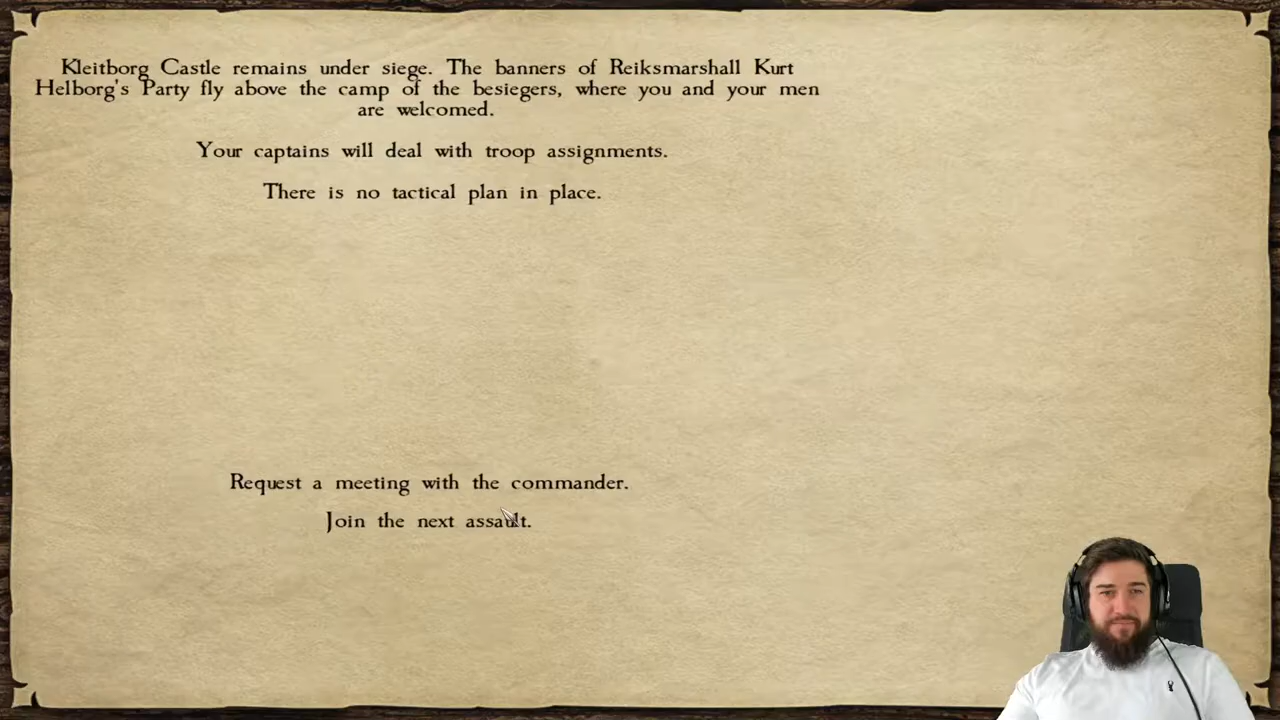 Kleitborg Castle remains under siege. The banners of Reiksmarshall Kurt
Helborg's Party fly above the camp of the besiegers, where you and your men
are welcomed.
Your captains will deal with troop assignments.
There is no tactical plan in place.
Request a meeting with the commander.
Join the next assault.